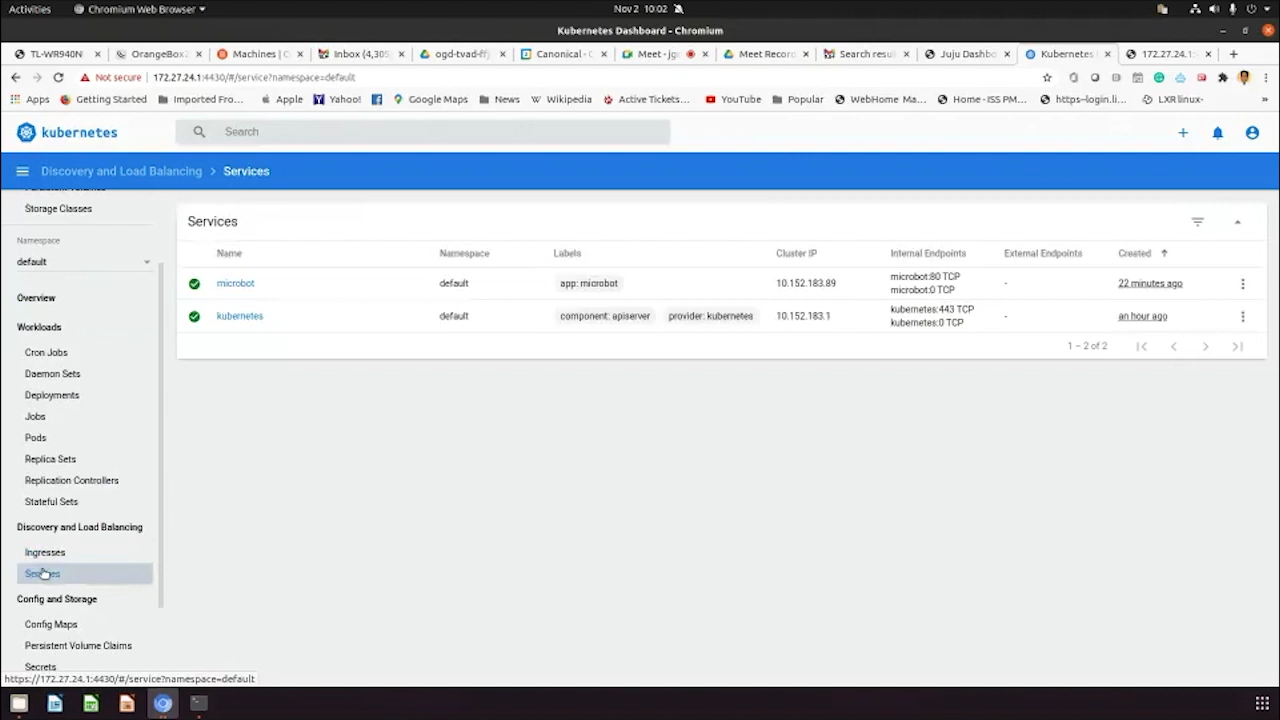 Activities
Chromium Web Browser
Nov 2 10:02
Kubernetes Dashboard - Chromium
TL-WR940N
OrangeBox
Machines | C
Inbox (4,305
ogd-tvad-ff
Canonical - C
Meet - jg
Meet Record
Search resul
Juju Dashbo
Kubernetes
172.27.24.1:
Not secure
172.27.24.1:4430/#/service?namespace=default
Apps
Getting Started
Imported Fro...
Apple
Yahoo!
Google Maps
News
Wikipedia
Active Tickets...
YouTube
Popular
WebHome Ma...
Home - ISS PM...
https--login.li...
LXR linux-
»
kubernetes
Search
Discovery and Load Balancing > Services
Storage Classes
Namespace
default
Overview
Workloads
Cron Jobs
Daemon Sets
Deployments
Jobs
Pods
Replica Sets
Replication Controllers
Stateful Sets
Discovery and Load Balancing
Ingresses
Services
Config and Storage
Config Maps
Persistent Volume Claims
Secrets
Services
Name Namespace Labels Cluster IP Internal Endpoints External Endpoints Created
microbot default app: microbot 10.152.183.89 microbot:80 TCP - 22 minutes ago
microbot:0 TCP
kubernetes default component: apiserver provider: kubernetes 10.152.183.1 kubernetes:443 TCP - an hour ago
kubernetes:0 TCP
1 – 2 of 2
https://172.27.24.1:4430/#/service?namespace=default